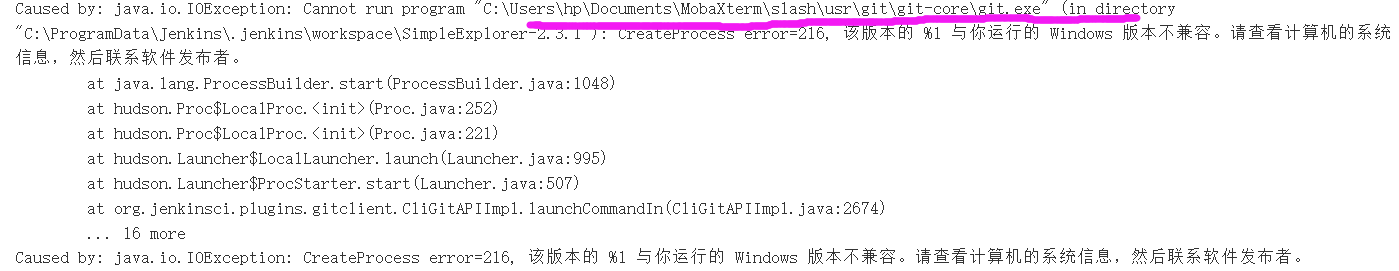 Caused by: java.io.IOException: Cannot run program "C:\Users\hp\Documents\MobaXterm\slash\usr\git\git-core\git.exe" (in directory
"C:\ProgramData\Jenkins\.jenkins\workspace\SimpleExplorer-2.3.1"): CreateProcess error=216, 该版本的 %1 与你运行的 Windows 版本不兼容。请查看计算机的系统
信息，然后联系软件发布者。
at java.lang.ProcessBuilder.start(ProcessBuilder.java:1048)
at hudson.Proc$LocalProc.<init>(Proc.java:252)
at hudson.Proc$LocalProc.<init>(Proc.java:221)
at hudson.Launcher$LocalLauncher.launch(Launcher.java:995)
at hudson.Launcher$ProcStarter.start(Launcher.java:507)
at org.jenkinsci.plugins.gitclient.CliGitAPIImpl.launchCommandIn(CliGitAPIImpl.java:2674)
... 16 more
Caused by: java.io.IOException: CreateProcess error=216, 该版本的 %1 与你运行的 Windows 版本不兼容。请查看计算机的系统信息，然后联系软件发布者。